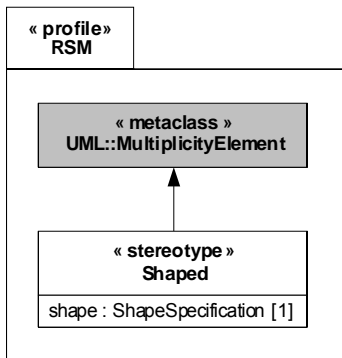 « profile»
RSM
« metaclass »
UML::MultiplicityElement
« stereotype»
Shaped
shape : ShapeSpecification [1]